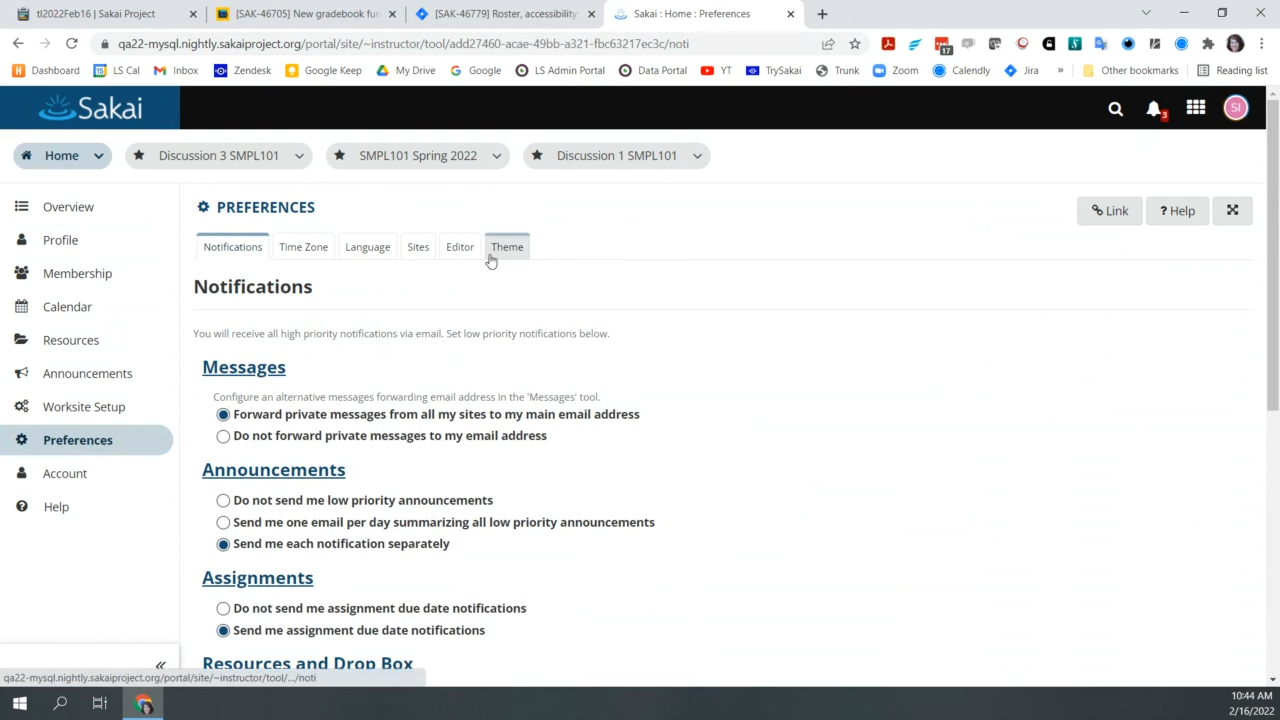 tl2022Feb16 | Sakai Project
[SAK-46705] New gradebook fun
[SAK-46779] Roster, accessibility:
Sakai : Home : Preferences
qa22-mysql.nightly.sakaiproject.org/portal/site/~instructor/tool/add27460-acae-49bb-a321-fbc63217ec3c/noti
17
Dashboard LS Cal Inbox Zendesk Google Keep My Drive Google LS Admin Portal Data Portal YT TrySakai Trunk Zoom Calendly Jira » Other bookmarks Reading list
Sakai
3
SI
Home
Discussion 3 SMPL101
SMPL101 Spring 2022
Discussion 1 SMPL101
Overview
Profile
Membership
Calendar
Resources
Announcements
Worksite Setup
Preferences
Account
Help
PREFERENCES
Link
? Help
Notifications Time Zone Language Sites Editor Theme
Notifications
You will receive all high priority notifications via email. Set low priority notifications below.
Messages
Configure an alternative messages forwarding email address in the 'Messages' tool.
Forward private messages from all my sites to my main email address
Do not forward private messages to my email address
Announcements
Do not send me low priority announcements
Send me one email per day summarizing all low priority announcements
Send me each notification separately
Assignments
Do not send me assignment due date notifications
Send me assignment due date notifications
Resources and Drop Box
qa22-mysql.nightly.sakaiproject.org/portal/site/~instructor/tool/.../noti
10:44 AM
2/16/2022